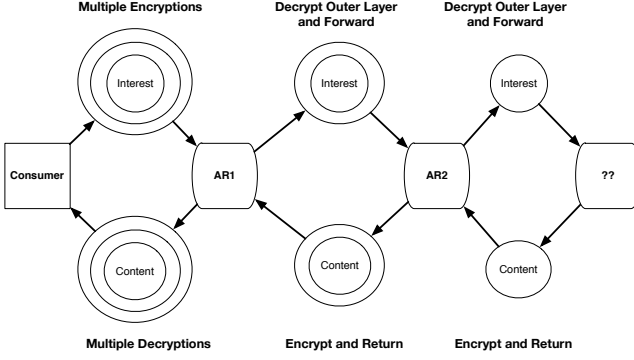 Multiple Encryptions
Decrypt Outer Layer
and Forward
Decrypt Outer Layer
and Forward
Interest
Interest
Interest
Consumer
AR1
AR2
??
Content
Content
Content
Multiple Decryptions
Encrypt and Return
Encrypt and Return